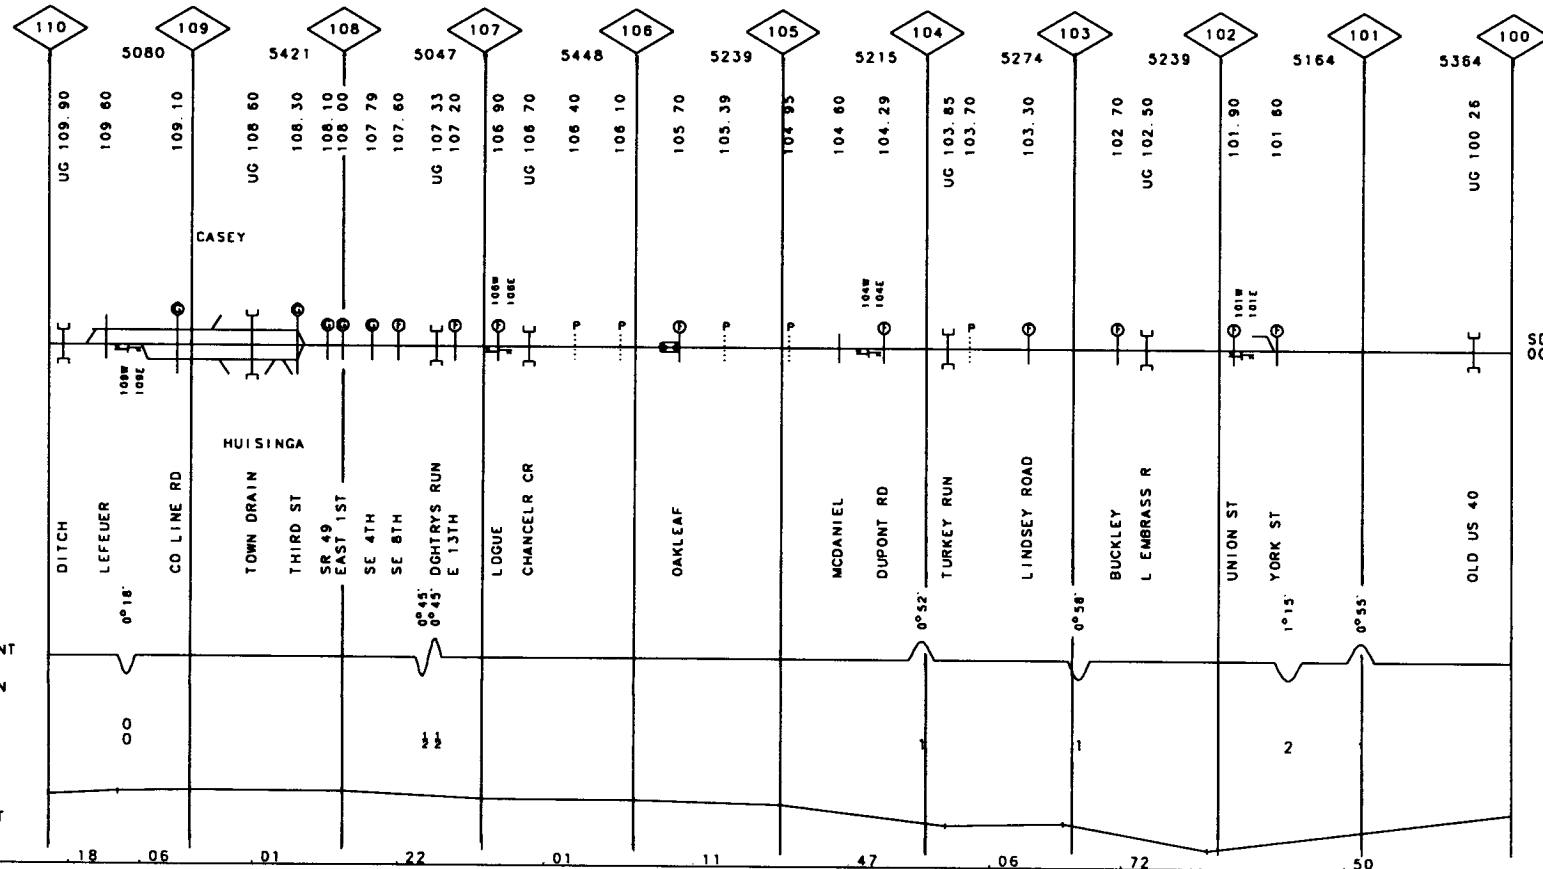 110 109 108 107 106 105 104 103 102 101 100
5080 5421 5047 5448 5239 5215 5274 5239 5164 5364
UG 109.90
109 60
109.10
UG 108 60
108.30
108.10
108 00
107 79
107.60
UG 107 33
107 20
106 90
UG 106 70
106 40
106 10
105 70
105.39
104 95
104 60
104.29
UG 103.85
103.70
103.30
102 70
UG 102.50
101.90
101 60
UG 100 26
CASEY
106W
106E
104W
104E
101W
101E
G G G G F F F P P F P P F P F F F F
SD
109W
109E
HUISINGA
DITCH
LEFEUER
CO LINE RD
TOWN DRAIN
THIRD ST
SR 49
EAST 1ST
SE 4TH
SE 8TH
DGHTRYS RUN
E 13TH
LOGUE
CHANCELR CR
OAKLEAF
MCDANIEL
DUPONT RD
TURKEY RUN
LINDSEY ROAD
BUCKLEY
L EMBRASS R
UNION ST
YORK ST
OLD US 40
0°18'
0°45'
0°45'
0°52'
0°58'
1°15'
0°55'
NT
N
0
0
½ ½ 1 1 2
T
.18 .06 .01 .22 .01 .11 .47 .06 .72 .50